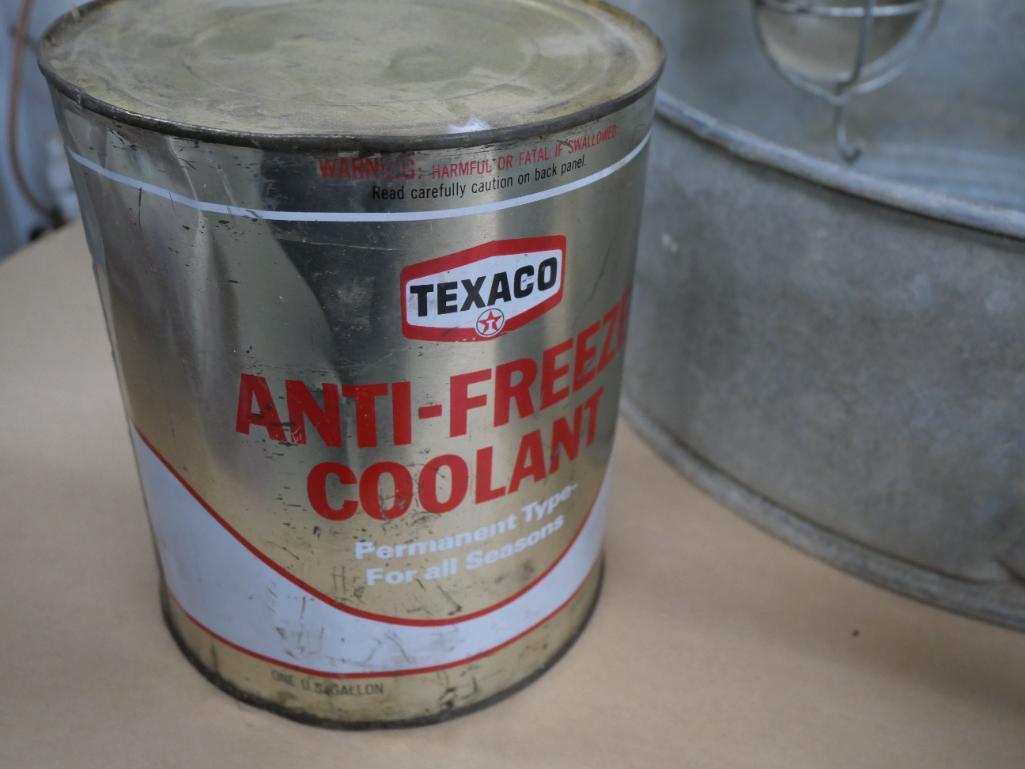 WARNING: HARMFUL OR FATAL IF SWALLOWED
Read carefully caution on back panel.
TEXACO
T
ANTI-FREEZE
COOLANT
Permanent Type-
For all Seasons
ONE U.S. GALLON